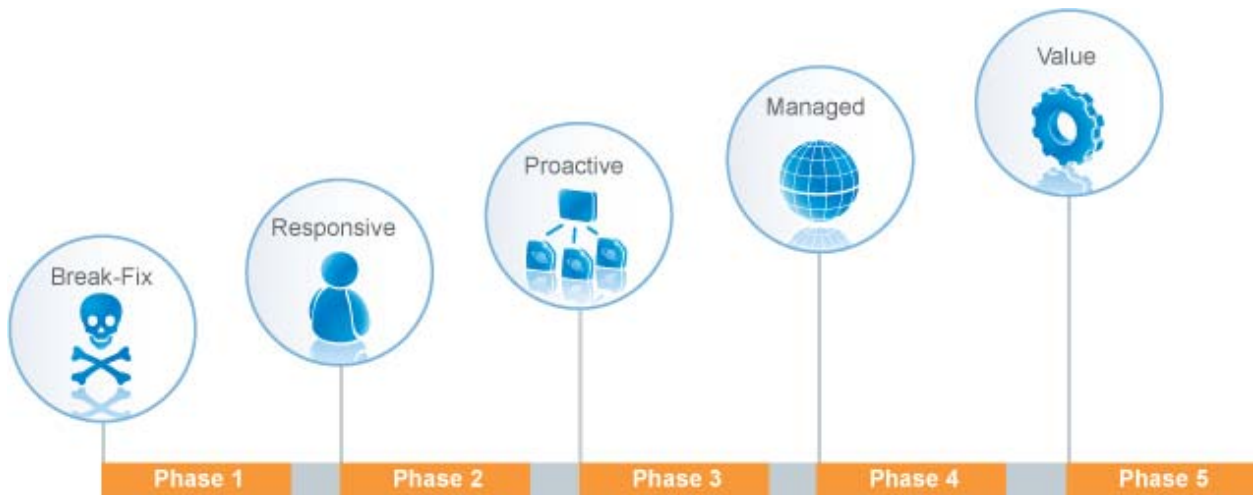 Break-Fix
Responsive
Proactive
Managed
Value
Phase 1
Phase 2
Phase 3
Phase 4
Phase 5